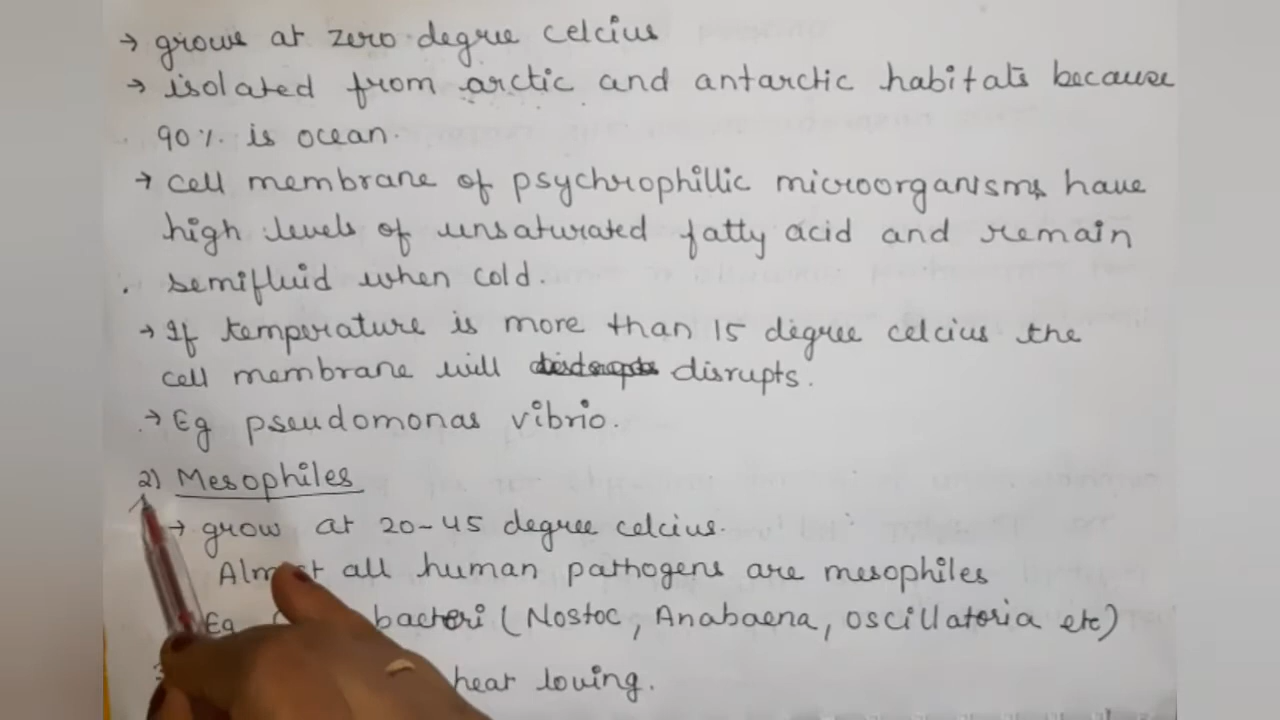 → grows at zero degree celcius
→ isolated from arctic and antarctic habitats because
90% is ocean.
→ cell membrane of psychrophillic microorganisms have
high levels of unsaturated fatty acid and remain
semifluid when cold.
→ If temperature is more than 15 degree celcius the
cell membrane will disrupts.
→ Eg pseudomonas vibrio.
2) Mesophiles
→ grow at 20-45 degree celcius.
Almost all human pathogens are mesophiles
Eg bacteri (Nostoc, Anabaena, oscillatoria etc)
heat loving.